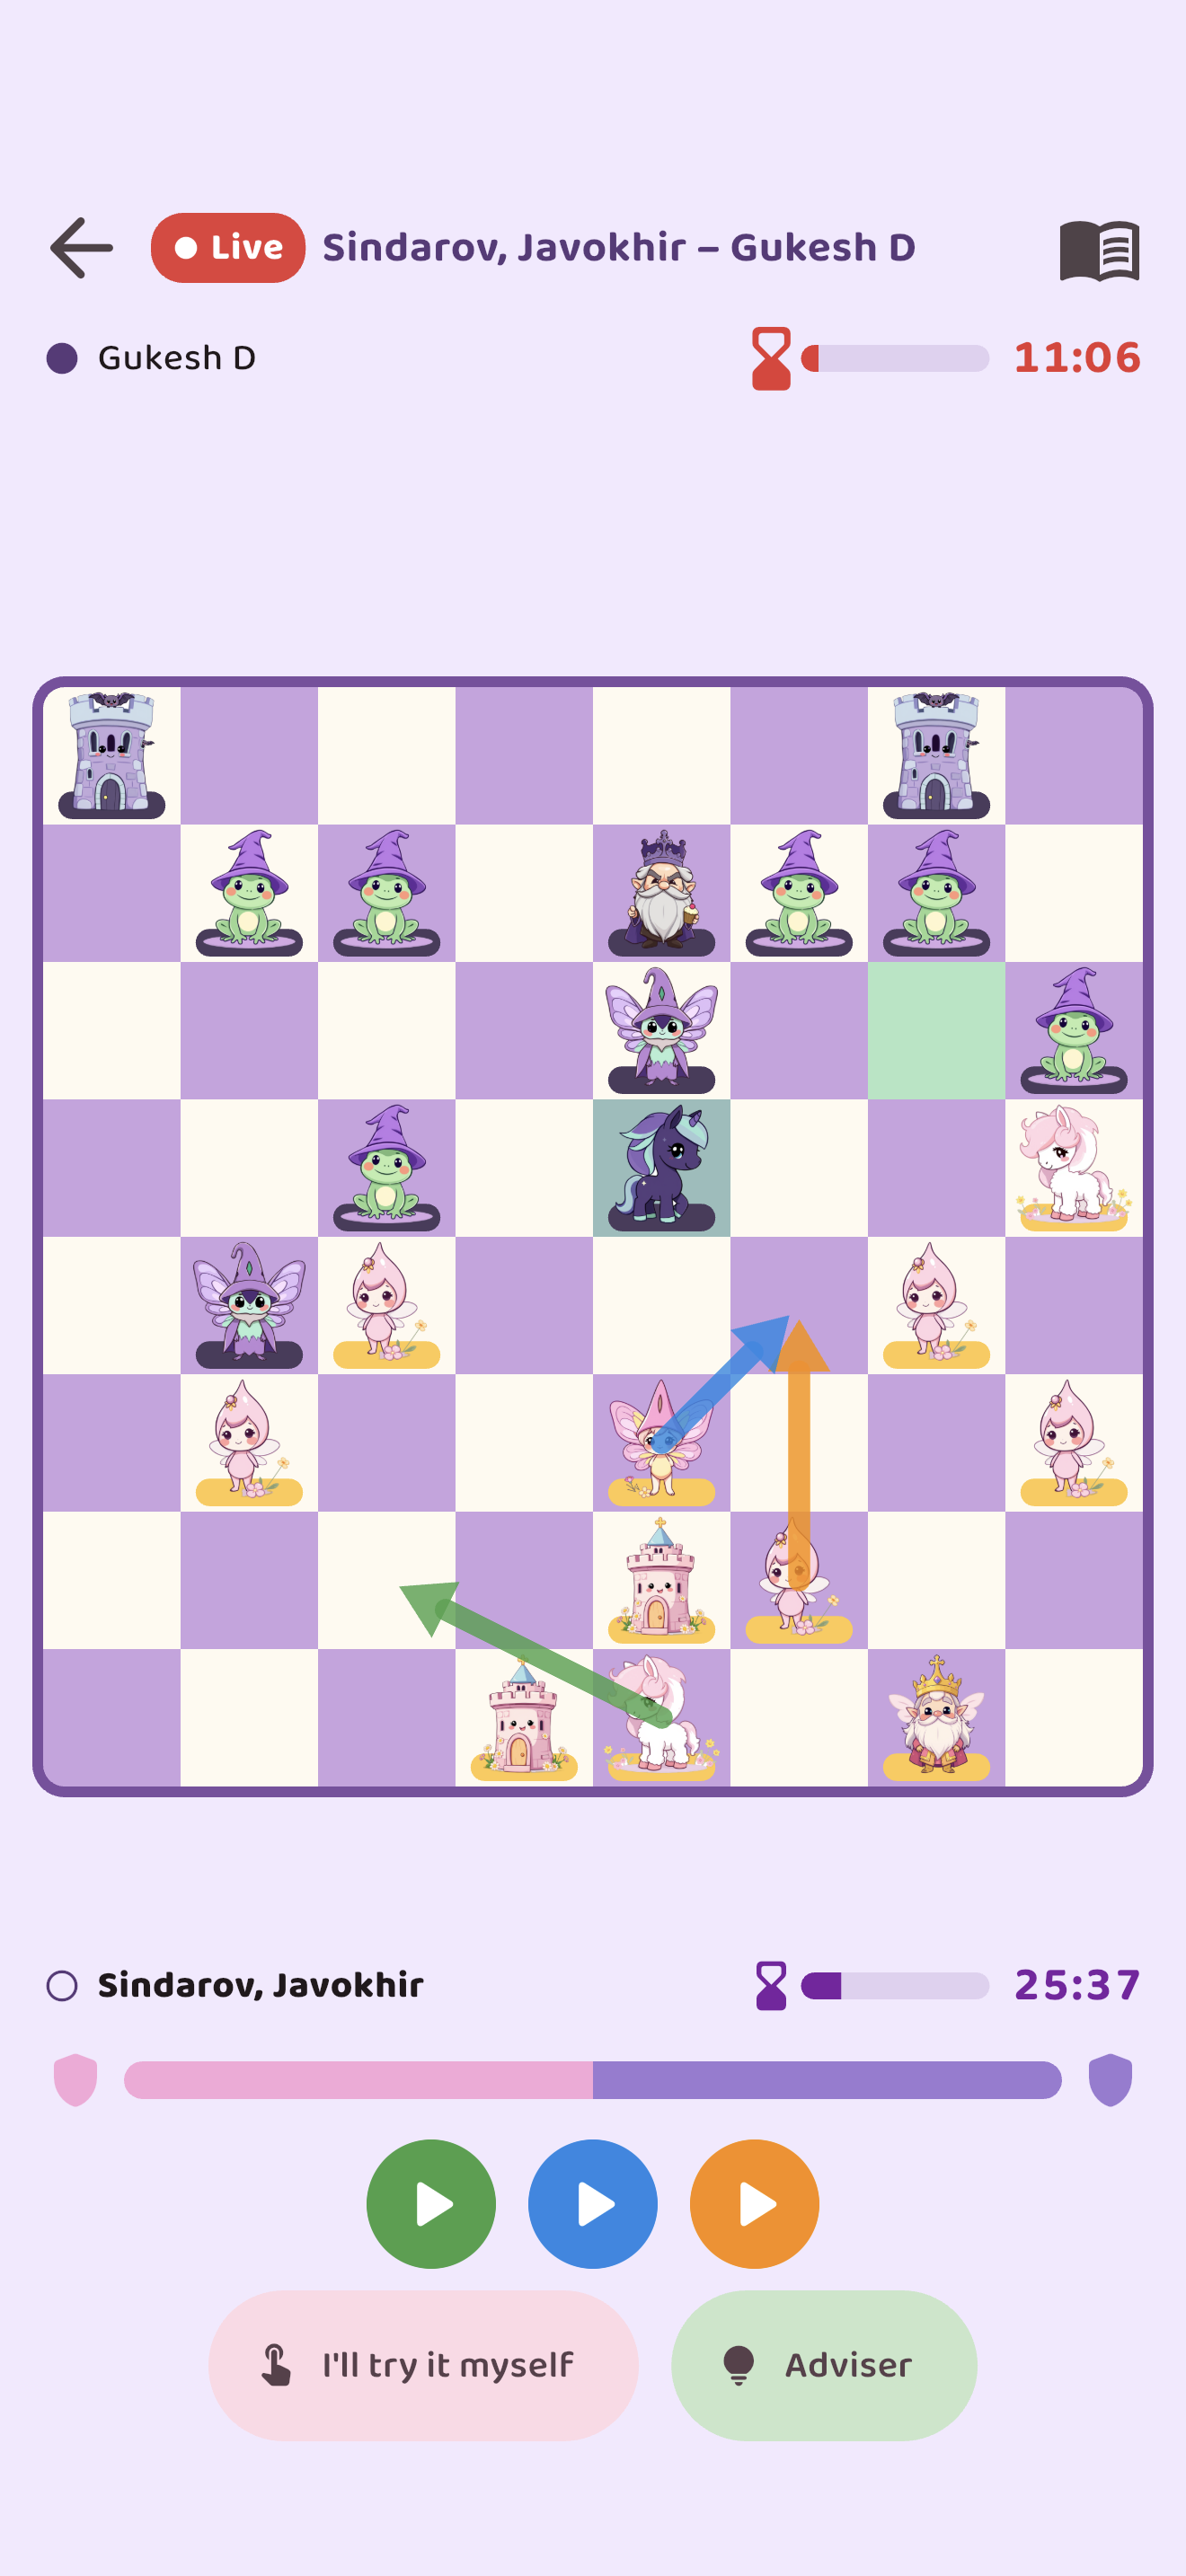 Live Sindarov, Javokhir – Gukesh D
Gukesh D 11:06
Sindarov, Javokhir 25:37
I'll try it myself Adviser